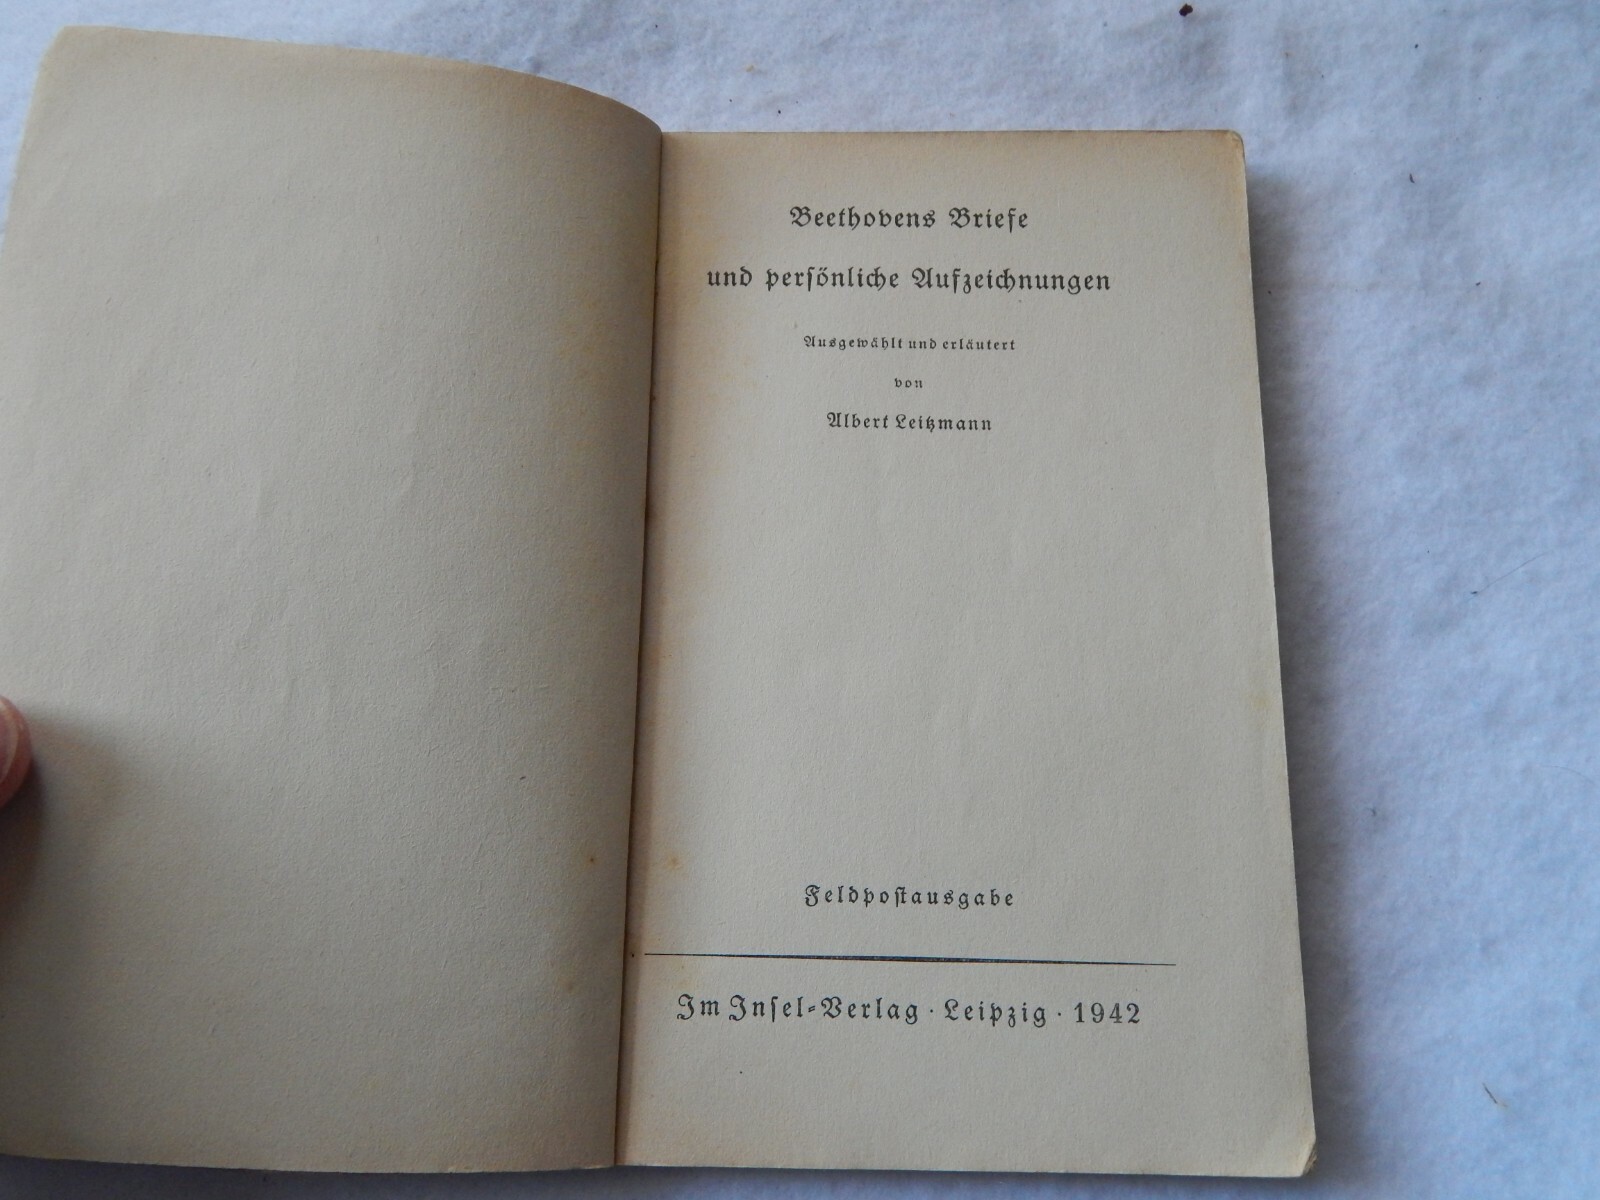 Beethovens Briefe
und perſönliche Aufzeichnungen
Ausgewählt und erläutert
von
Albert Leitzmann
Feldpoſtausgabe
Im Inſel-Verlag · Leipzig · 1942